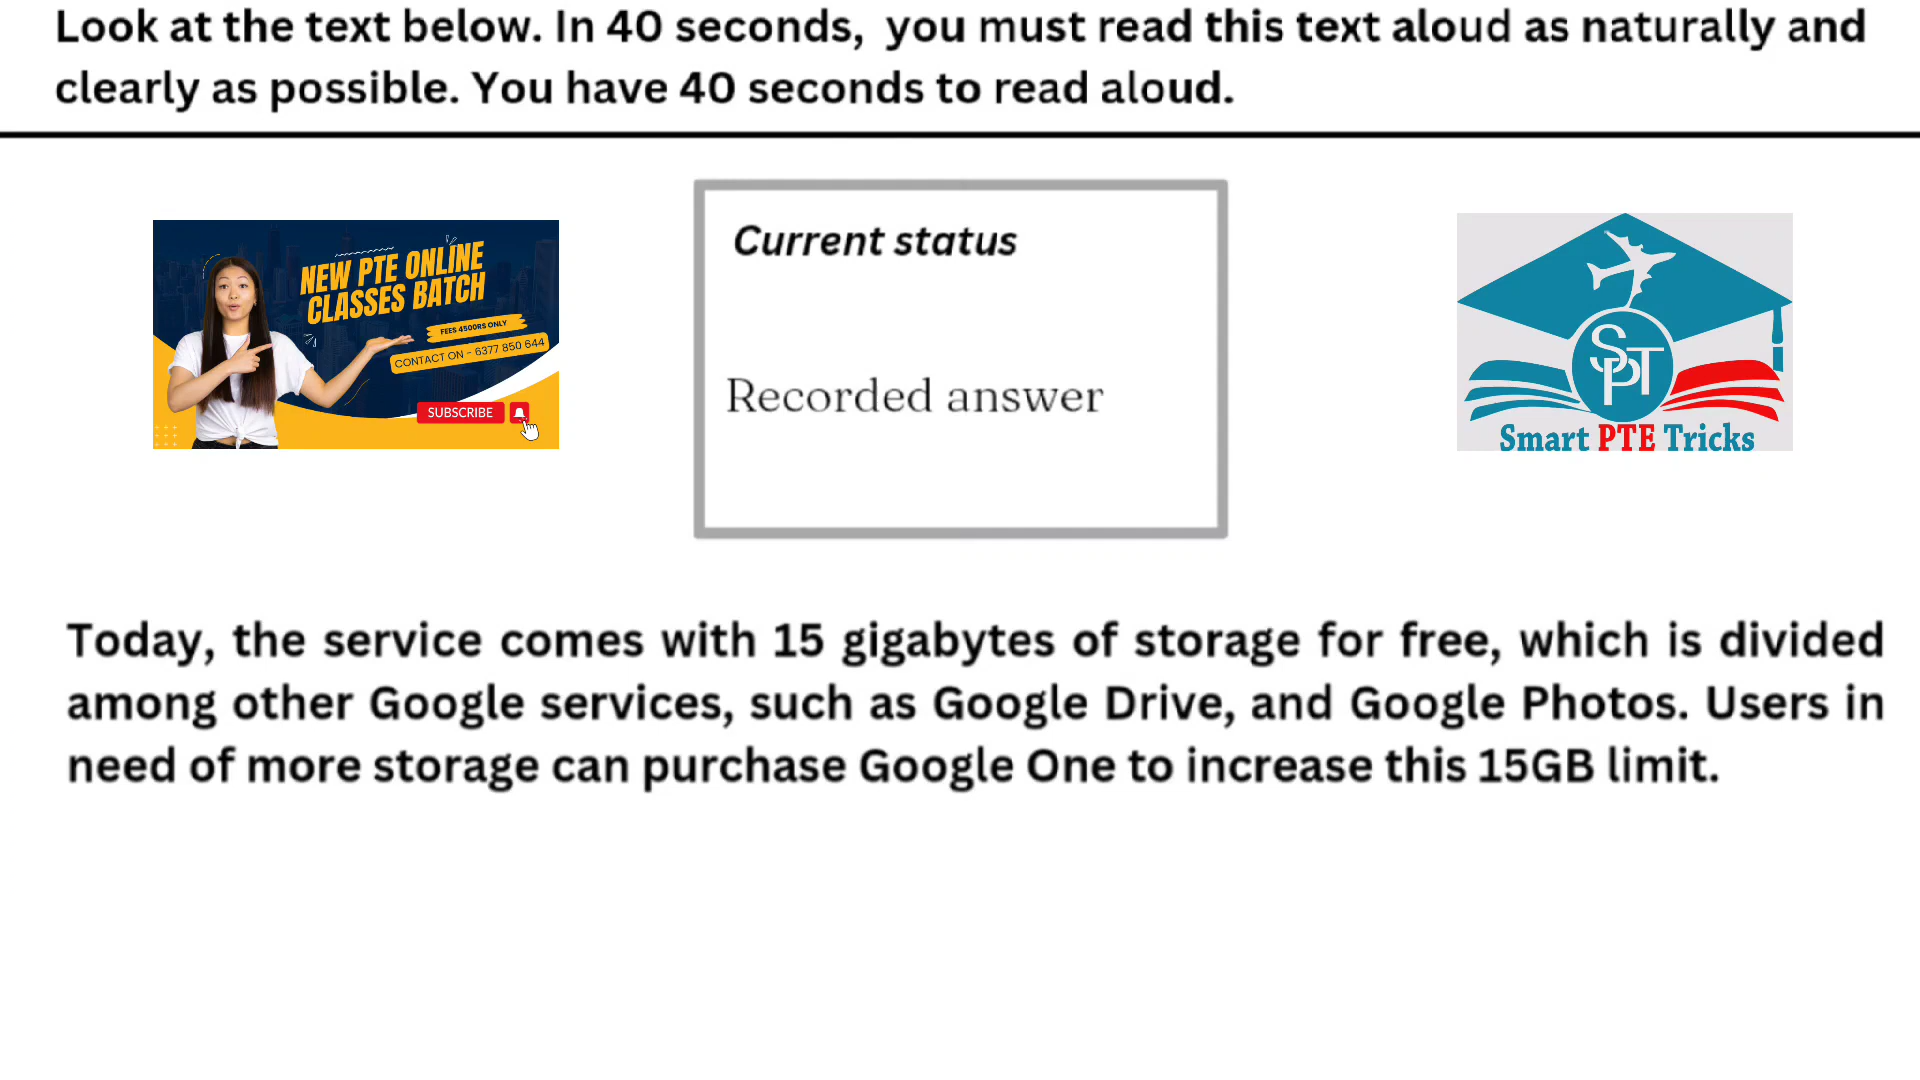 Look at the text below. In 40 seconds, you must read this text aloud as naturally and
clearly as possible. You have 40 seconds to read aloud.
NEW PTE ONLINE
CLASSES BATCH
FEES 4500RS ONLY
CONTACT ON - 6377 850 644
SUBSCRIBE
Current status
Recorded answer
SPT
Smart PTE Tricks
Today, the service comes with 15 gigabytes of storage for free, which is divided
among other Google services, such as Google Drive, and Google Photos. Users in
need of more storage can purchase Google One to increase this 15GB limit.